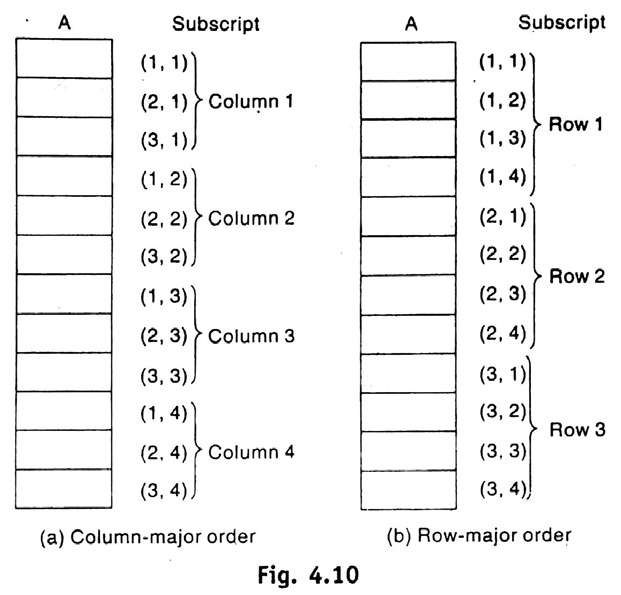 A Subscript
(1, 1)
(2, 1) Column 1
(3, 1)
(1, 2)
(2, 2) Column 2
(3, 2)
(1, 3)
(2, 3) Column 3
(3, 3)
(1, 4)
(2, 4) Column 4
(3, 4)
(a) Column-major order
A Subscript
(1, 1)
(1, 2)
Row 1
(1, 3)
(1, 4)
(2, 1)
(2, 2)
Row 2
(2, 3)
(2, 4)
(3, 1)
(3, 2)
Row 3
(3, 3)
(3, 4)
(b) Row-major order
Fig. 4.10